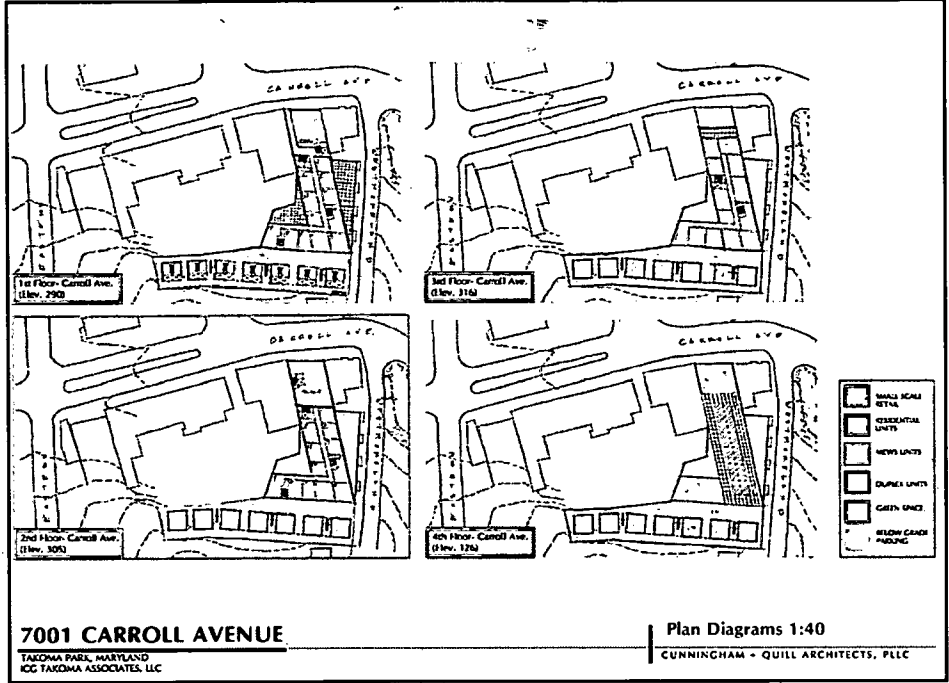 CARROLL AVE
CARROLL AVE
1st Floor- Carroll Ave.
(Elev. 290)
3rd Floor- Carroll Ave.
(Elev. 316)
CARROLL AVE.
CARROLL AVE
2nd Floor- Carroll Ave.
(Elev. 305)
4th Floor- Carroll Ave.
(Elev. 326)
SMALL SCALE
RETAIL
RESIDENTIAL
UNITS
MEWS UNITS
DUPLEX UNITS
GREEN SPACE
BELOW GRADE
PARKING
7001 CARROLL AVENUE
TAKOMA PARK, MARYLAND
ICG TAKOMA ASSOCIATES, LLC
Plan Diagrams 1:40
CUNNINGHAM + QUILL ARCHITECTS, PLLC